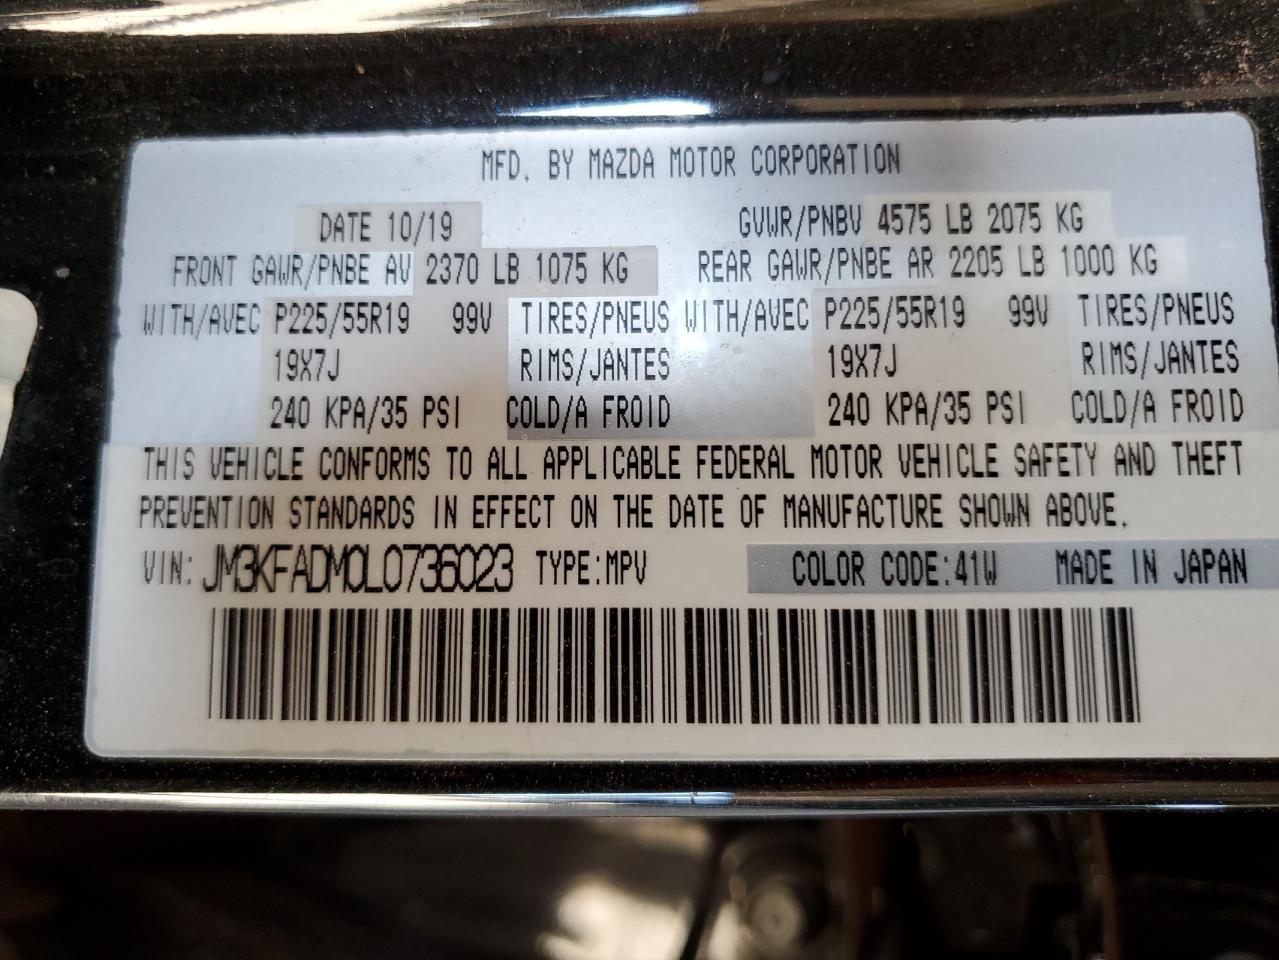 MFD. BY MAZDA MOTOR CORPORATION
DATE 10/19 GVWR/PNBV 4575 LB 2075 KG
FRONT GAWR/PNBE AV 2370 LB 1075 KG REAR GAWR/PNBE AR 2205 LB 1000 KG
WITH/AVEC P225/55R19 99V TIRES/PNEUS WITH/AVEC P225/55R19 99V TIRES/PNEUS
19X7J RIMS/JANTES 19X7J RIMS/JANTES
240 KPA/35 PSI COLD/A FROID 240 KPA/35 PSI COLD/A FROID
THIS VEHICLE CONFORMS TO ALL APPLICABLE FEDERAL MOTOR VEHICLE SAFETY AND THEFT
PREVENTION STANDARDS IN EFFECT ON THE DATE OF MANUFACTURE SHOWN ABOVE.
VIN: JM3KFADM0L0736023 TYPE:MPV COLOR CODE:41W MADE IN JAPAN